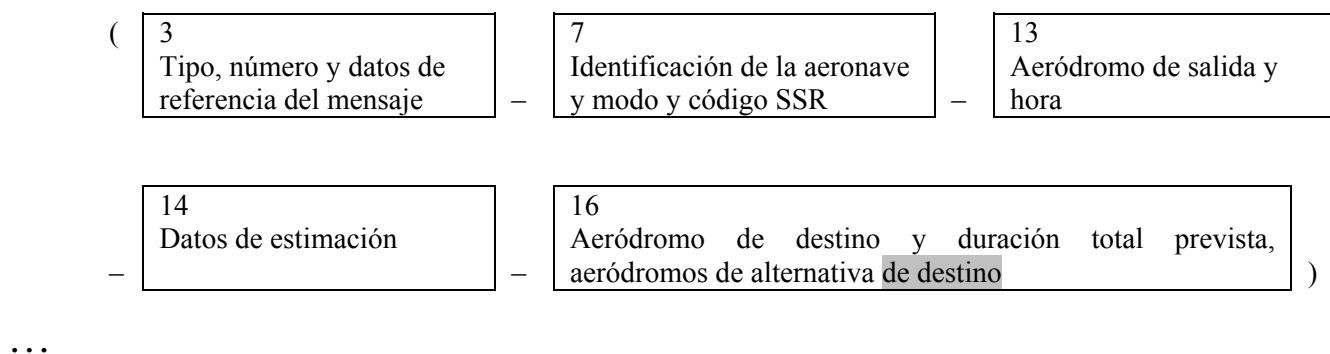 ( 3 7 13
Tipo, número y datos de Identificación de la aeronave Aeródromo de salida y
referencia del mensaje – y modo y código SSR – hora
14 16
Datos de estimación Aeródromo de destino y duración total prevista,
– – aeródromos de alternativa de destino )
...